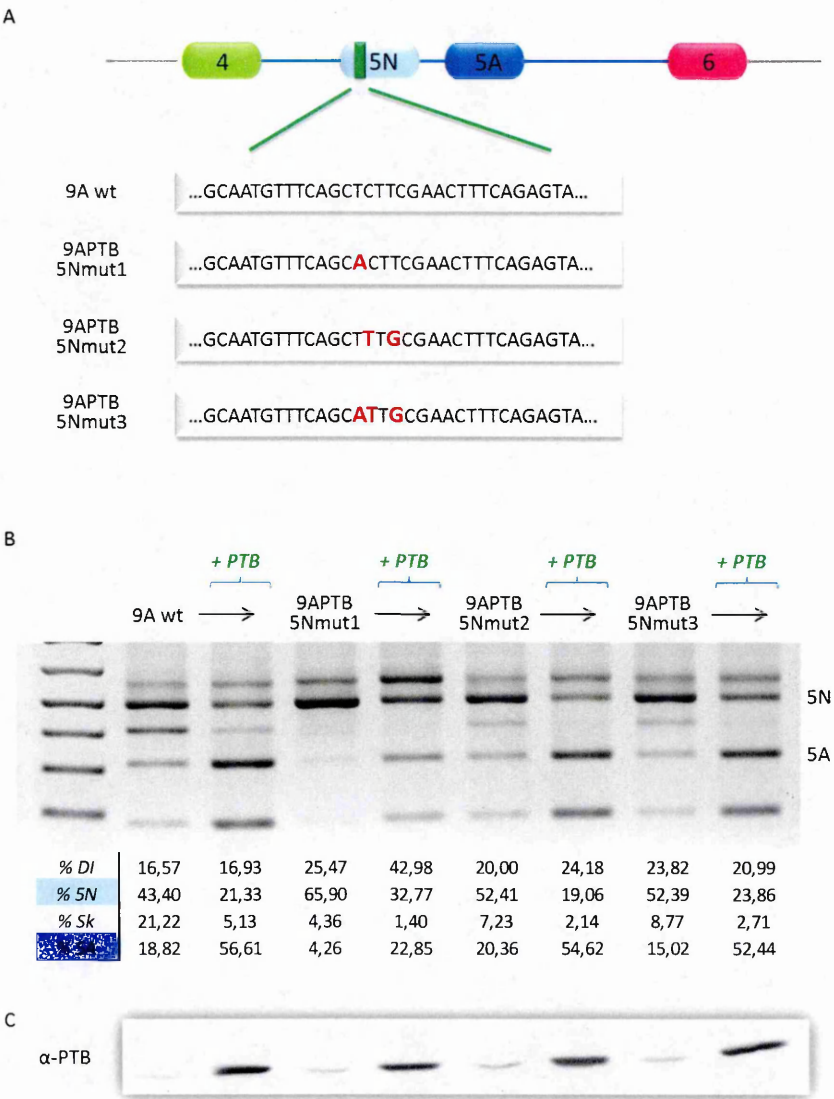 A
4 5N 5A 6
9A wt ...GCAATGTTTCAGCTCTTCGAACTTTCAGAGTA...
9APTB
5Nmut1 ...GCAATGTTTCAGCACTTCGAACTTTCAGAGTA...
9APTB
5Nmut2 ...GCAATGTTTCAGCTTTGCGAACTTTCAGAGTA...
9APTB
5Nmut3 ...GCAATGTTTCAGCATTGCGAACTTTCAGAGTA...
B
+ PTB + PTB + PTB + PTB
9A wt 9APTB 9APTB 9APTB
5Nmut1 5Nmut2 5Nmut3
5N
5A
% DI 16,57 16,93 25,47 42,98 20,00 24,18 23,82 20,99
% 5N 43,40 21,33 65,90 32,77 52,41 19,06 52,39 23,86
% Sk 21,22 5,13 4,36 1,40 7,23 2,14 8,77 2,71
18,82 56,61 4,26 22,85 20,36 54,62 15,02 52,44
C
α-PTB